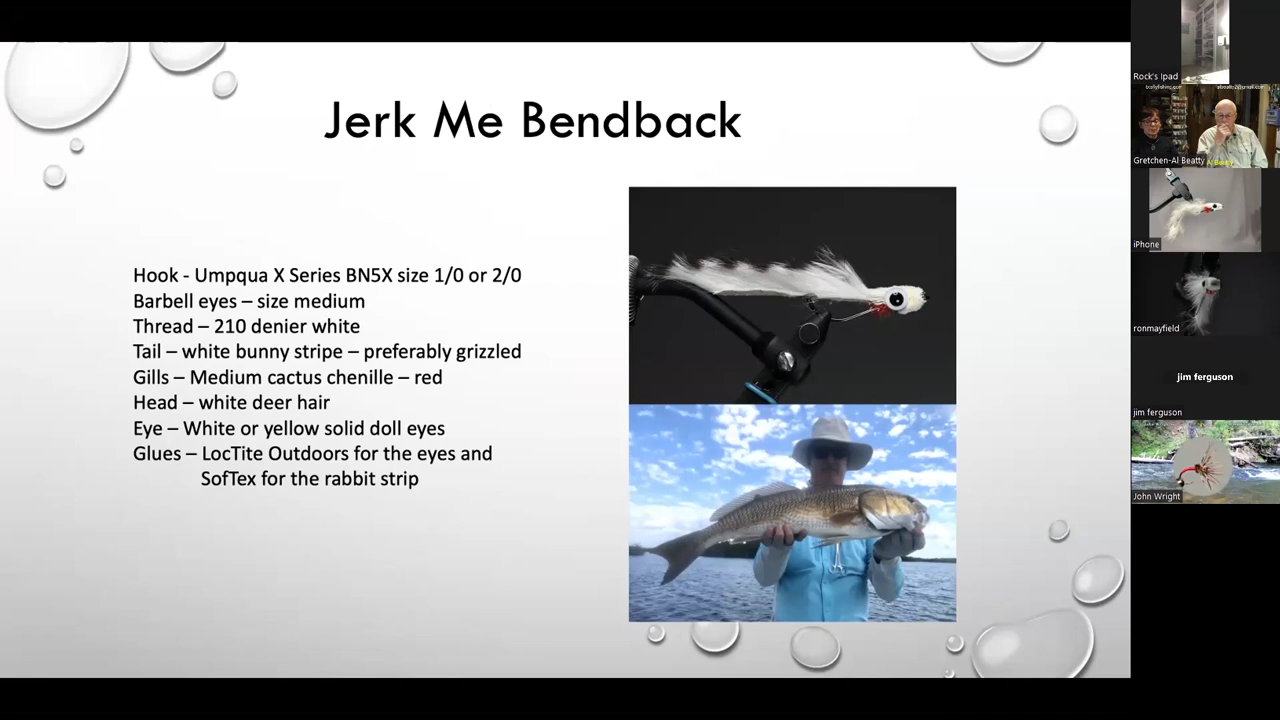 Jerk Me Bendback
Hook - Umpqua X Series BN5X size 1/0 or 2/0
Barbell eyes – size medium
Thread – 210 denier white
Tail – white bunny stripe – preferably grizzled
Gills – Medium cactus chenille – red
Head – white deer hair
Eye – White or yellow solid doll eyes
Glues – LocTite Outdoors for the eyes and
SofTex for the rabbit strip
Rock's Ipad
Gretchen-Al Beatty
iPhone
ronmayfield
jim ferguson
jim ferguson
John Wright